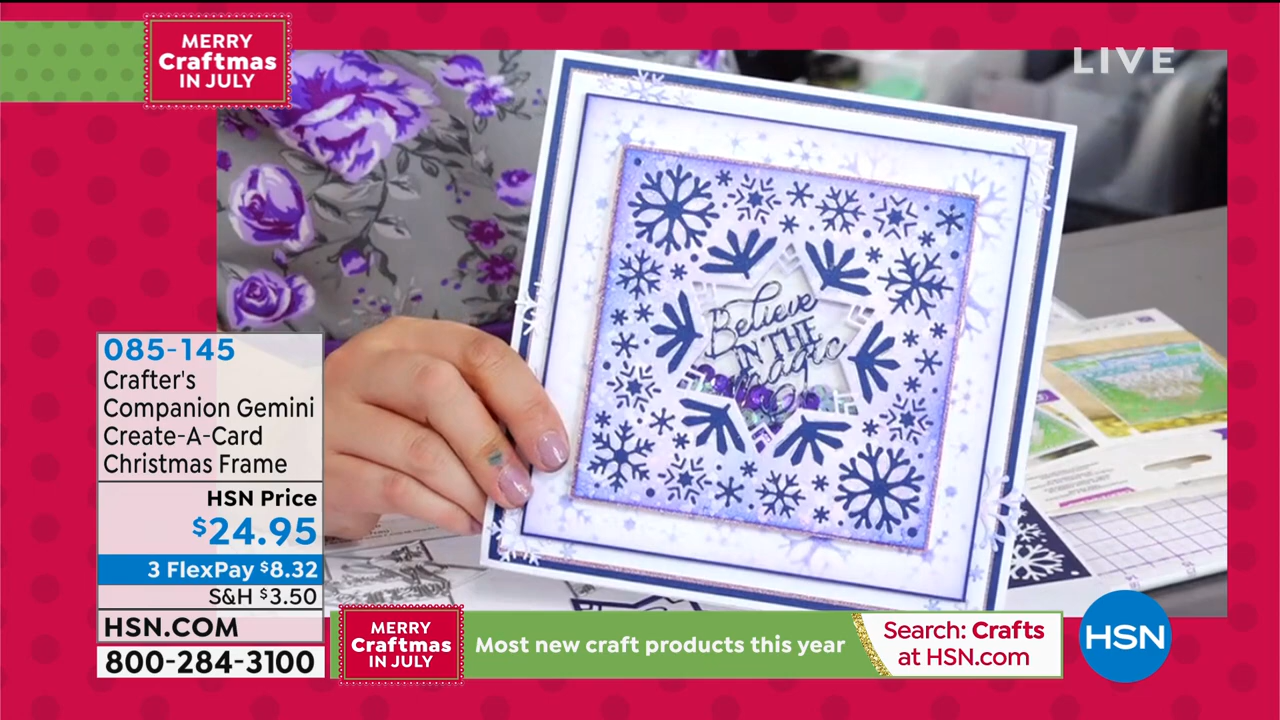 MERRY
Craftmas
IN JULY
LIVE
Believe
IN THE
magic
085-145
Crafter's
Companion Gemini
Create-A-Card
Christmas Frame
HSN Price
$24.95
3 FlexPay $8.32
S&H $3.50
HSN.COM
800-284-3100
MERRY
Craftmas
IN JULY
Most new craft products this year
Search: Crafts
at HSN.com
HSN